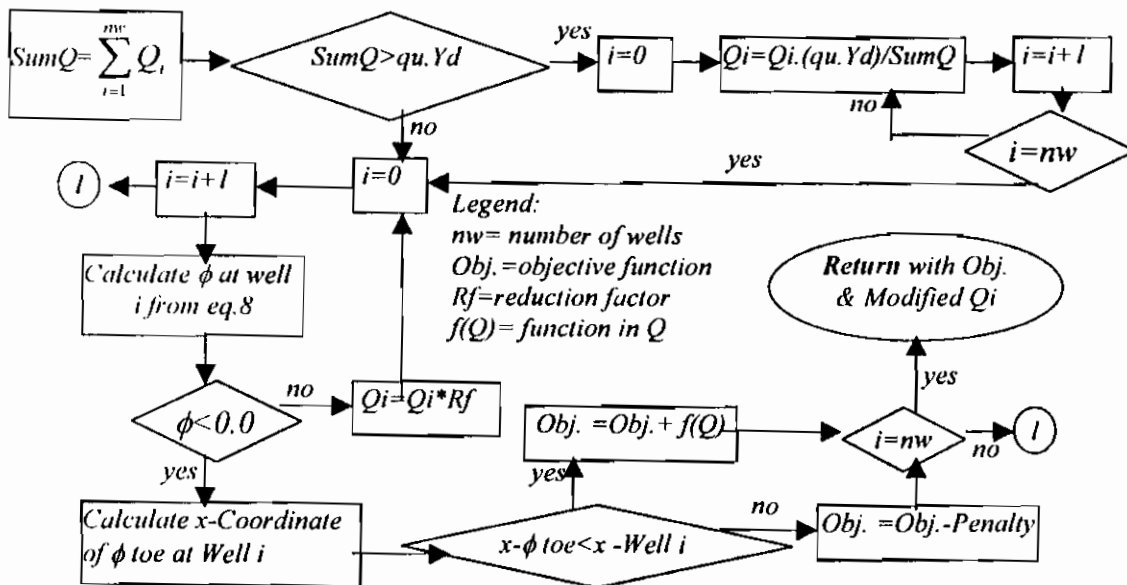 SumQ= nw ∑ i=1 Qi
SumQ>qu.Yd
yes
i=0
Qi=Qi.(qu.Yd)/SumQ
i=i+1
no
no
i=nw
yes
1
i=i+1
i=0
Legend:
nw= number of wells
Obj.=objective function
Rf=reduction factor
f(Q)= function in Q
Calculate ϕ at well
i from eq.8
Return with Obj.
& Modified Qi
yes
ϕ<0.0
no
Qi=Qi*Rf
Obj. =Obj.+ f(Q)
i=nw
no
1
yes
yes
Calculate x-Coordinate
of ϕ toe at Well i
x-ϕ toe<x -Well i
no
Obj. =Obj.-Penalty